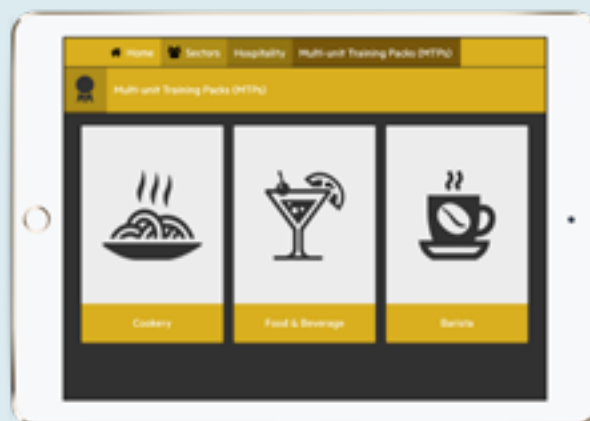 Home Sectors Hospitality Multi-unit Training Packs (MTPs)
Multi-unit Training Packs (MTPs)
Cookery Food & Beverage Barista